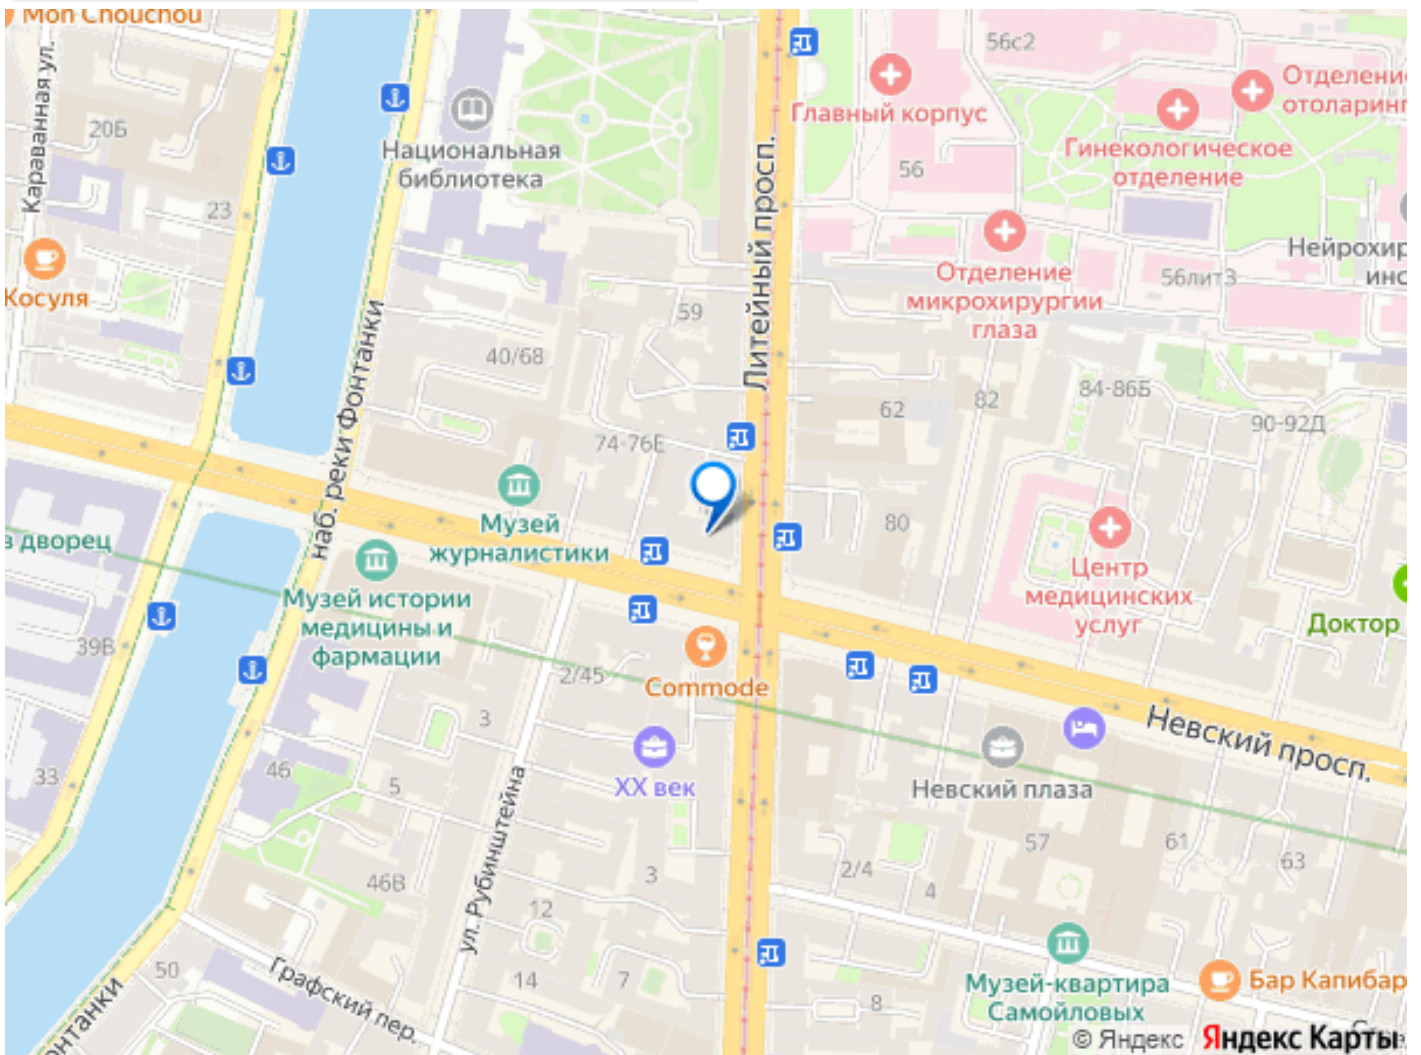 Mon Chouchou
Караванная ул.
20Б
23
Косуля
Национальная
библиотека
56с2
Главный корпус
56
Гинекологическое
отделение
Отделение
микрохирургии
глаза
56лит3
Литейный просп.
59
40/68
наб. реки Фонтанки
74-76Е
62
82
84-86Б
90-92Д
80
Музей
журналистики
Музей истории
медицины и
фармации
дворец
39В
33
Центр
медицинских
услуг
Доктор
2/45
Commode
3
46
5
XX век
Невский просп.
Невский плаза
57
61
63
2/4
4
46В
3
ул. Рубинштейна
12
14
7
8
50
Графский пер.
Музей-квартира
Самойловых
Бар Капибар
© Яндекс
Яндекс Карты